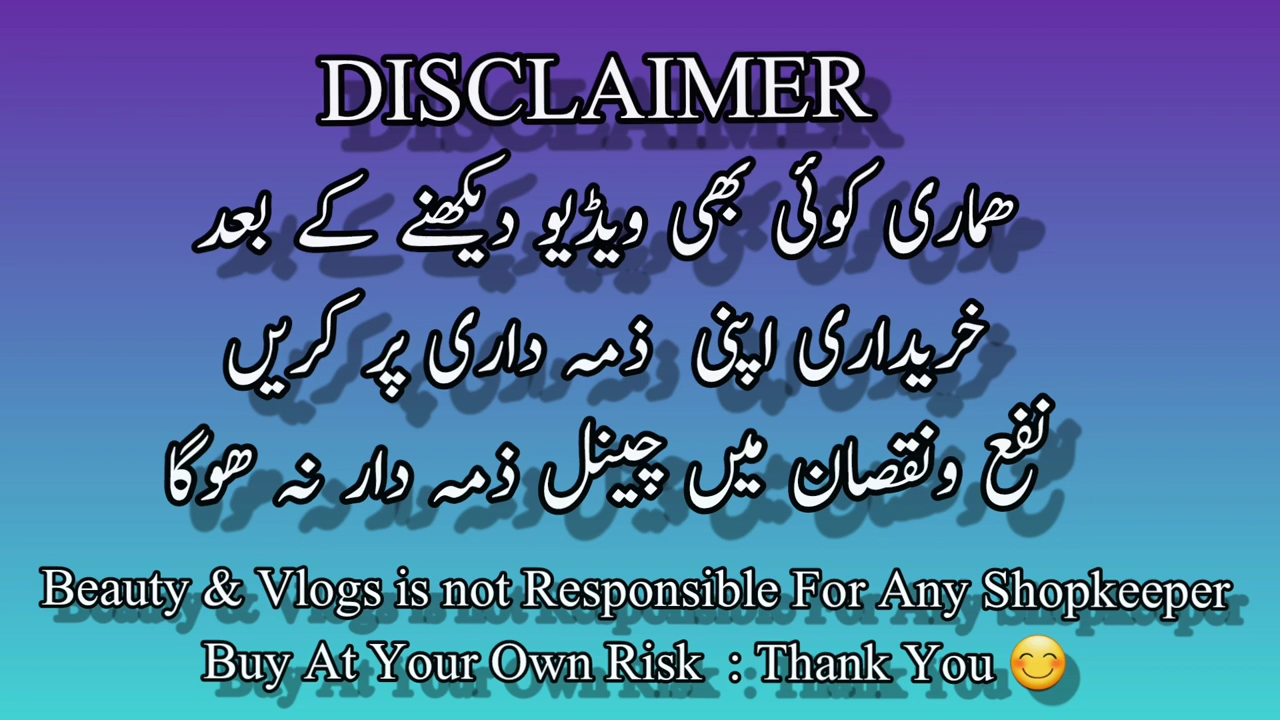 DISCLAIMER
ھماری کوئی بھی ویڈیو دیکھنے کے بعد
خریداری اپنی ذمہ داری پر کریں
نفع ونقصان میں چینل ذمہ دار نہ ھوگا
Beauty & Vlogs is not Responsible For Any Shopkeeper
Buy At Your Own Risk : Thank You 😊